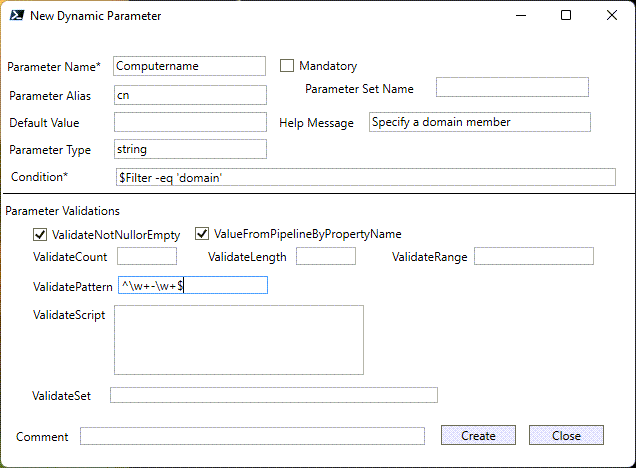 New Dynamic Parameter
Parameter Name* Computername Mandatory
Parameter Alias cn Parameter Set Name
Default Value Help Message Specify a domain member
Parameter Type string
Condition* $Filter -eq 'domain'
Parameter Validations
ValidateNotNullorEmpty ValueFromPipelineByPropertyName
ValidateCount ValidateLength ValidateRange
ValidatePattern ^\w+-\w+$
ValidateScript
ValidateSet
Comment Create Close